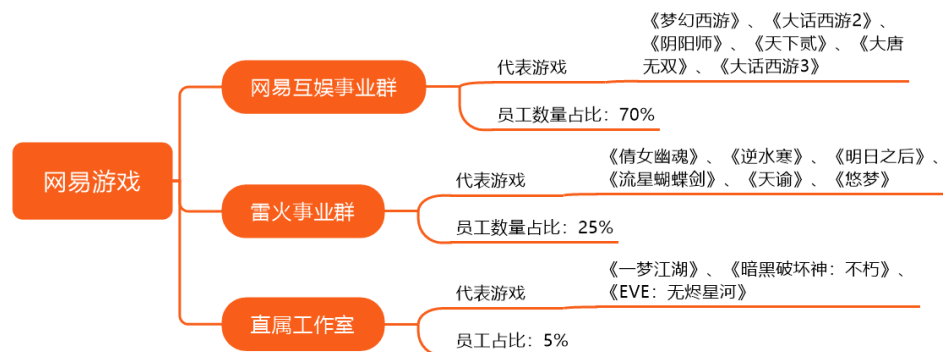 网易游戏
网易互娱事业群
代表游戏
《梦幻西游》、《大话西游2》、
《阴阳师》、《天下贰》、《大唐
无双》、《大话西游3》
员工数量占比：70%
雷火事业群
代表游戏
《倩女幽魂》、《逆水寒》、《明日之后》、
《流星蝴蝶剑》、《天谕》、《悠梦》
员工数量占比：25%
直属工作室
代表游戏
《一梦江湖》、《暗黑破坏神：不朽》、
《EVE：无烬星河》
员工占比：5%